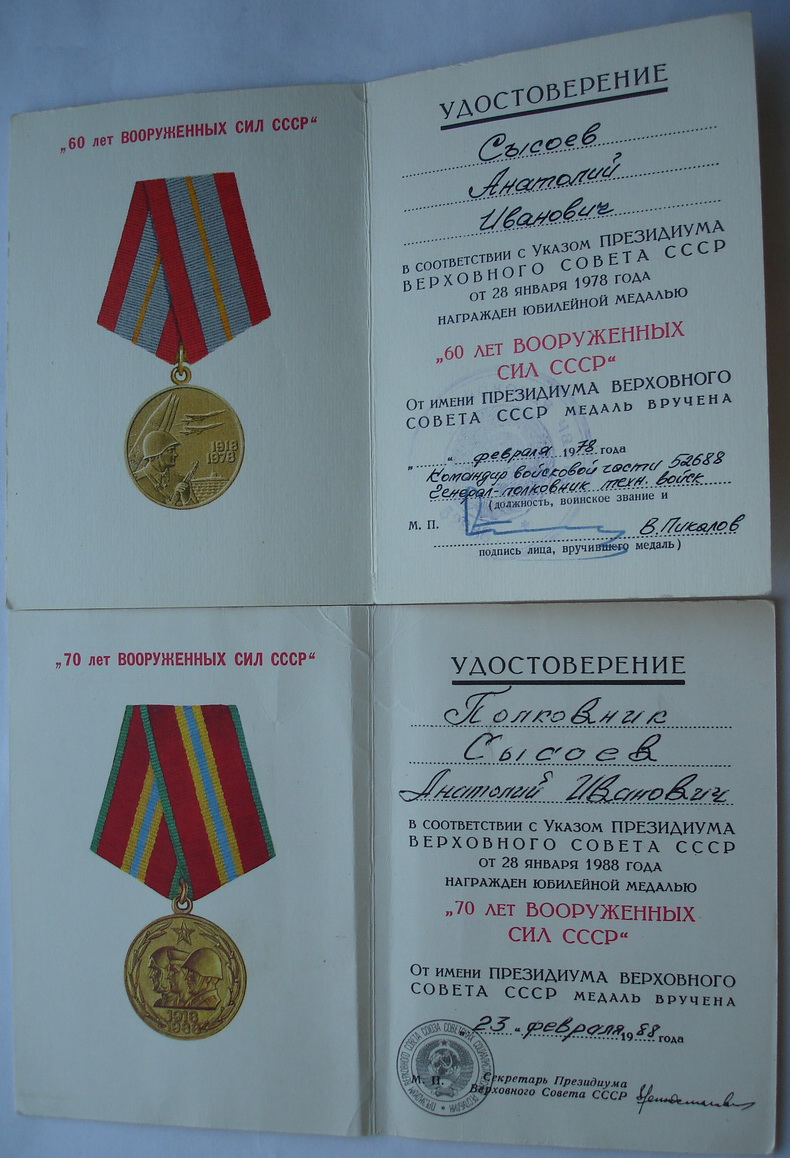 „60 лет ВООРУЖЕННЫХ СИЛ СССР“
1918
1978
УДОСТОВЕРЕНИЕ
Сысоев
Анатолий
Иванович
В СООТВЕТСТВИИ С УКАЗОМ ПРЕЗИДИУМА
ВЕРХОВНОГО СОВЕТА СССР
ОТ 28 ЯНВАРЯ 1978 ГОДА
НАГРАЖДЕН ЮБИЛЕЙНОЙ МЕДАЛЬЮ
„60 ЛЕТ ВООРУЖЕННЫХ
СИЛ СССР“
ОТ ИМЕНИ ПРЕЗИДИУМА ВЕРХОВНОГО
СОВЕТА СССР МЕДАЛЬ ВРУЧЕНА
„......“ февраля 1978 года
Командир войсковой части 52688
Генерал-полковник техн. войск
(должность, воинское звание и
М. П. В. Пикалов
подпись лица, вручившего медаль)
„70 лет ВООРУЖЕННЫХ СИЛ СССР“
1918
1988
УДОСТОВЕРЕНИЕ
Полковник
Сысоев
Анатолий Иванович
В СООТВЕТСТВИИ С УКАЗОМ ПРЕЗИДИУМА
ВЕРХОВНОГО СОВЕТА СССР
ОТ 28 ЯНВАРЯ 1988 ГОДА
НАГРАЖДЕН ЮБИЛЕЙНОЙ МЕДАЛЬЮ
„70 ЛЕТ ВООРУЖЕННЫХ
СИЛ СССР“
ОТ ИМЕНИ ПРЕЗИДИУМА ВЕРХОВНОГО
СОВЕТА СССР МЕДАЛЬ ВРУЧЕНА
„23“ февраля 1988 года
М. П. Секретарь Президиума
Верховного Совета СССР